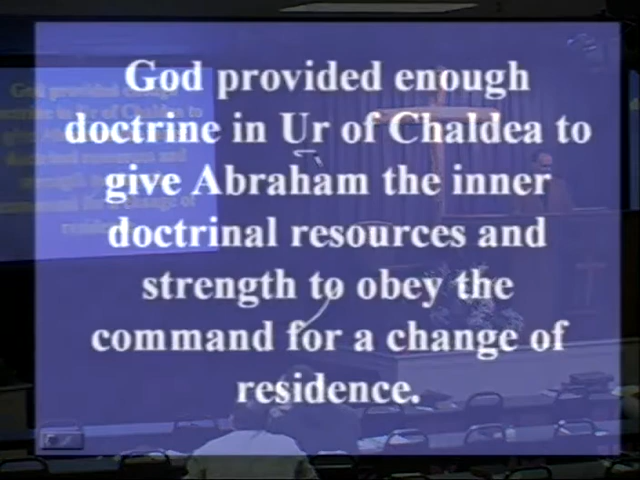 God provided enough
doctrine in Ur of Chaldea to
give Abraham the inner
doctrinal resources and
strength to obey the
command for a change of
residence.